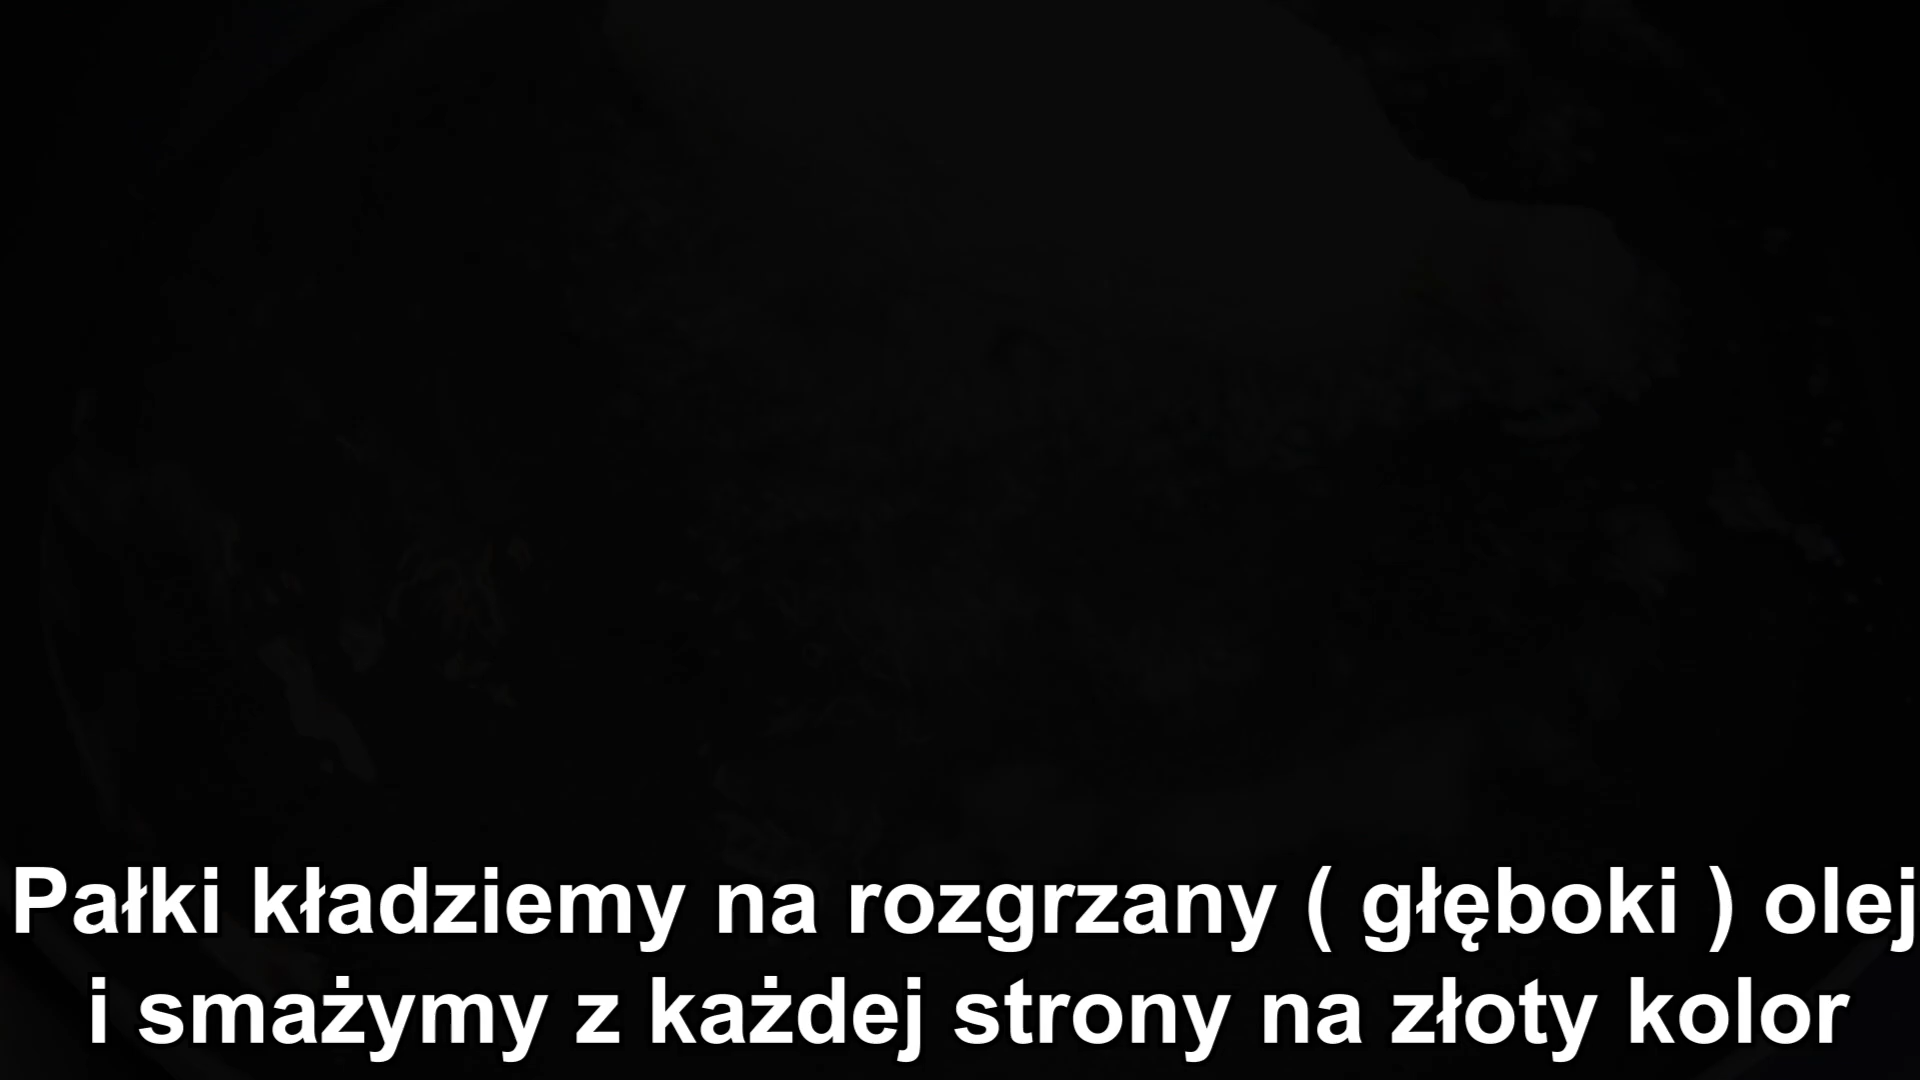 Pałki kładziemy na rozgrzany ( głęboki ) olej
i smażymy z każdej strony na złoty kolor